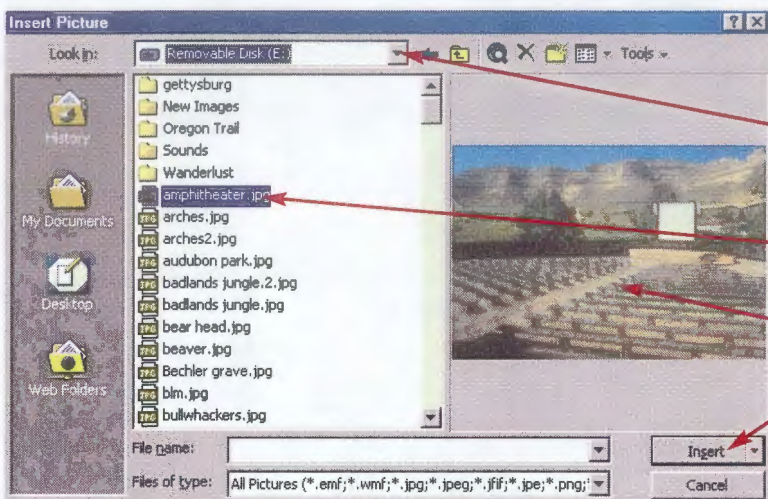 Insert Picture
Look in: Removable Disk (E:) Tools
History
My Documents
Desktop
Web Folders
gettysburg
New Images
Oregon Trail
Sounds
Wanderlust
amphitheater.jpg
arches.jpg
arches2.jpg
audubon park.jpg
badlands jungle.2.jpg
badlands jungle.jpg
bear head.jpg
beaver.jpg
Bechler grave.jpg
blm.jpg
bullwhackers.jpg
File name: Insert
Files of type: All Pictures (*.emf;*.wmf;*.jpg;*.jpeg;*.jfif;*.jpe;*.png; Cancel